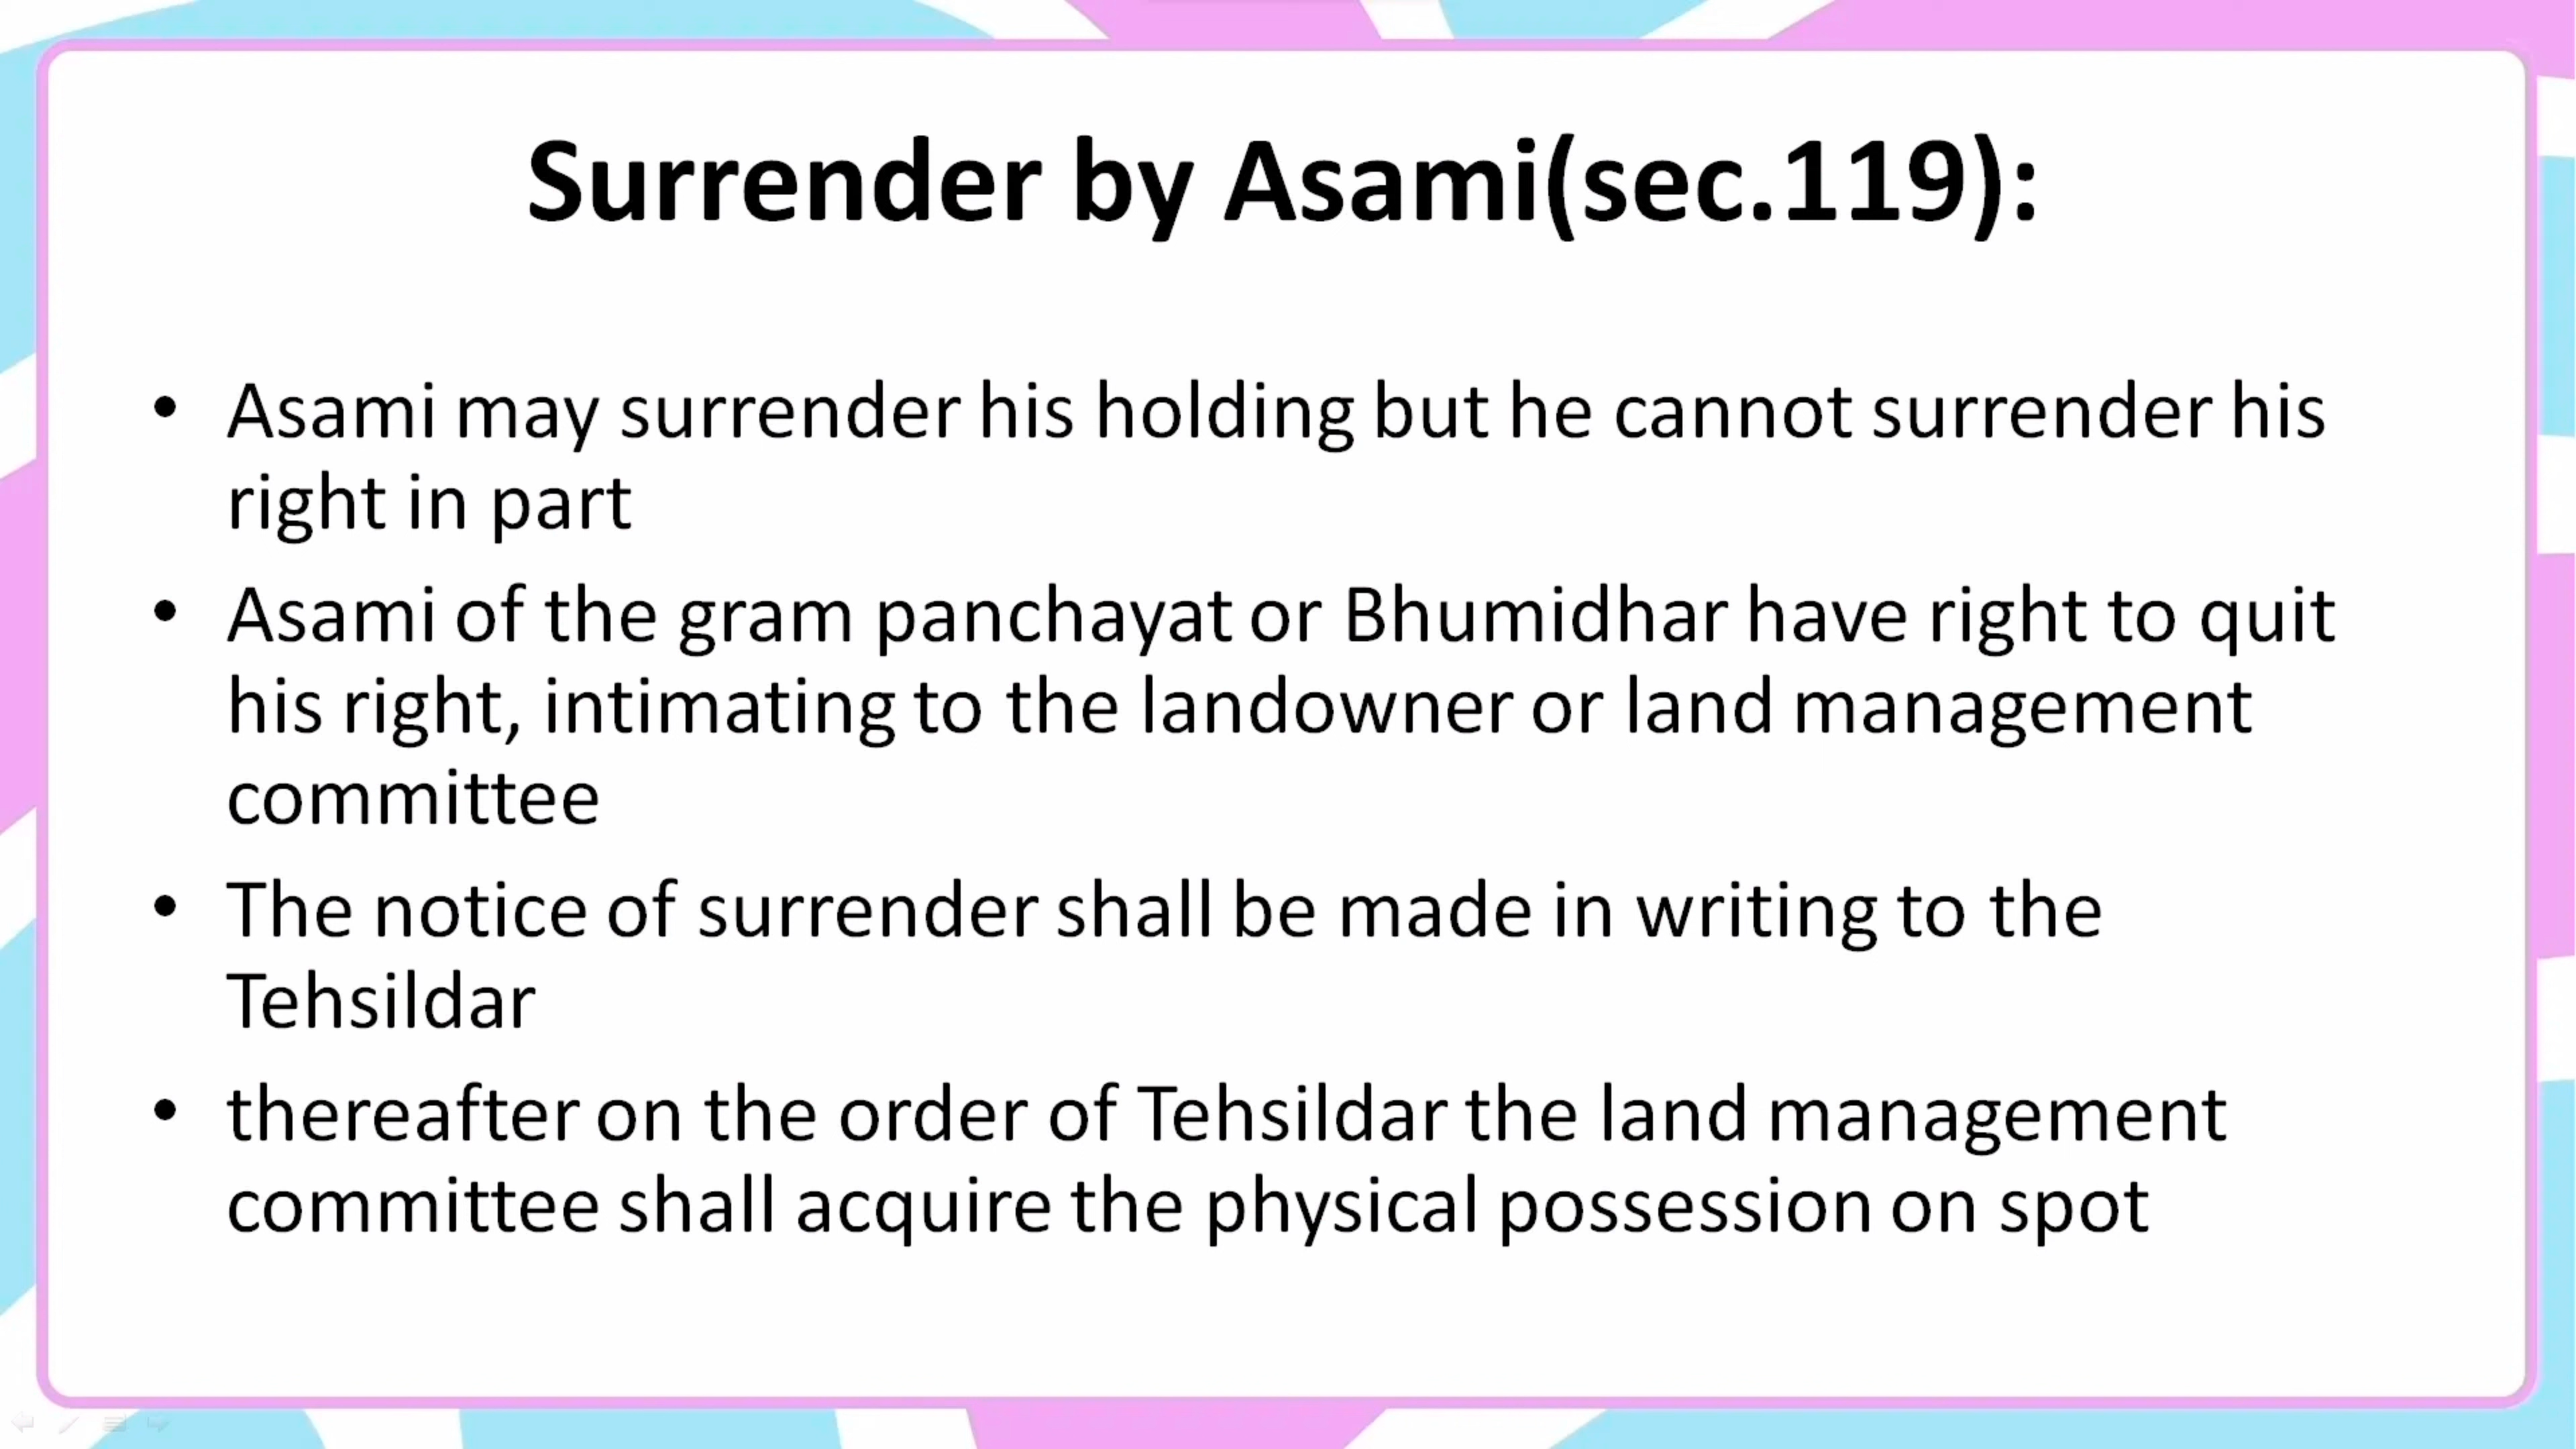 Surrender by Asami(sec.119):
• Asami may surrender his holding but he cannot surrender his
right in part
• Asami of the gram panchayat or Bhumidhar have right to quit
his right, intimating to the landowner or land management
committee
• The notice of surrender shall be made in writing to the
Tehsildar
• thereafter on the order of Tehsildar the land management
committee shall acquire the physical possession on spot